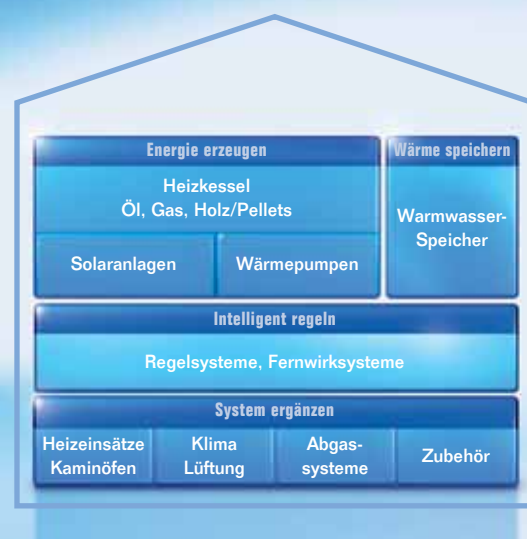 Energie erzeugen
Heizkessel
Öl, Gas, Holz/Pellets
Solaranlagen
Wärmepumpen
Wärme speichern
Warmwasser-
Speicher
Intelligent regeln
Regelsysteme, Fernwirksysteme
System ergänzen
Heizeinsätze
Kaminöfen
Klima
Lüftung
Abgas-
systeme
Zubehör